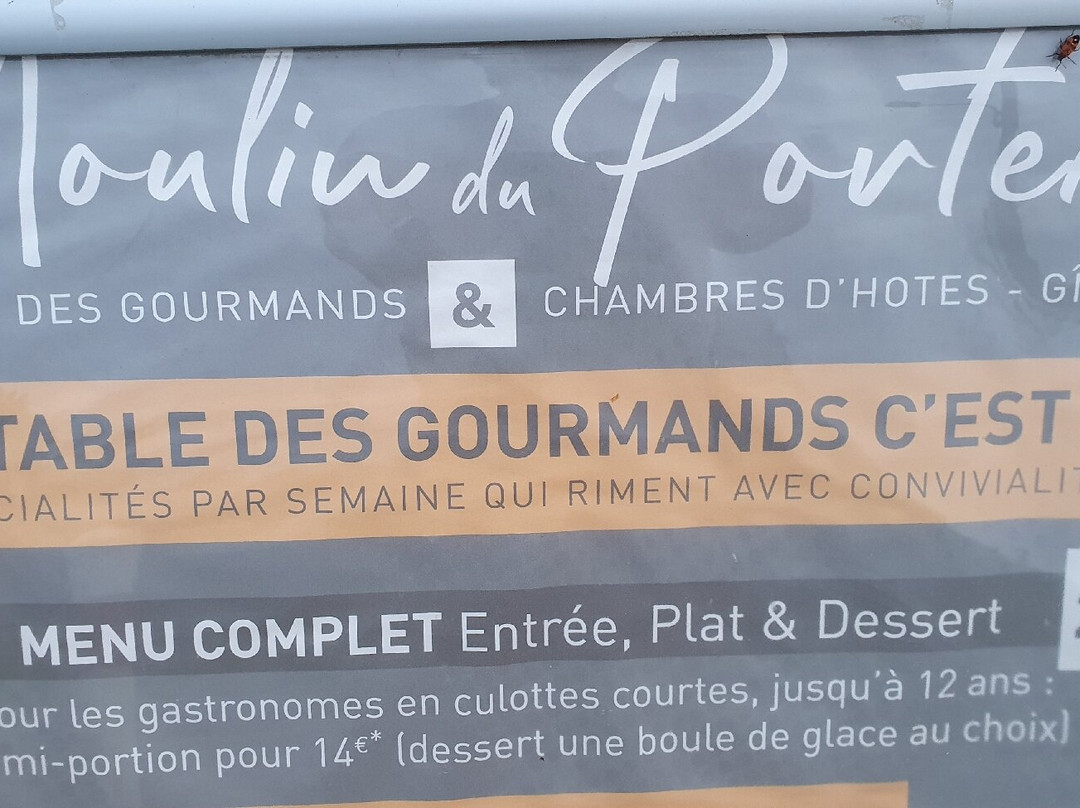 oulin du Porte
DES GOURMANDS & CHAMBRES D'HOTES - GÎ
TABLE DES GOURMANDS C'EST
CIALITÉS PAR SEMAINE QUI RIMENT AVEC CONVIVIALIT
MENU COMPLET Entrée, Plat & Dessert
our les gastronomes en culottes courtes, jusqu'à 12 ans :
mi-portion pour 14€* (dessert une boule de glace au choix)